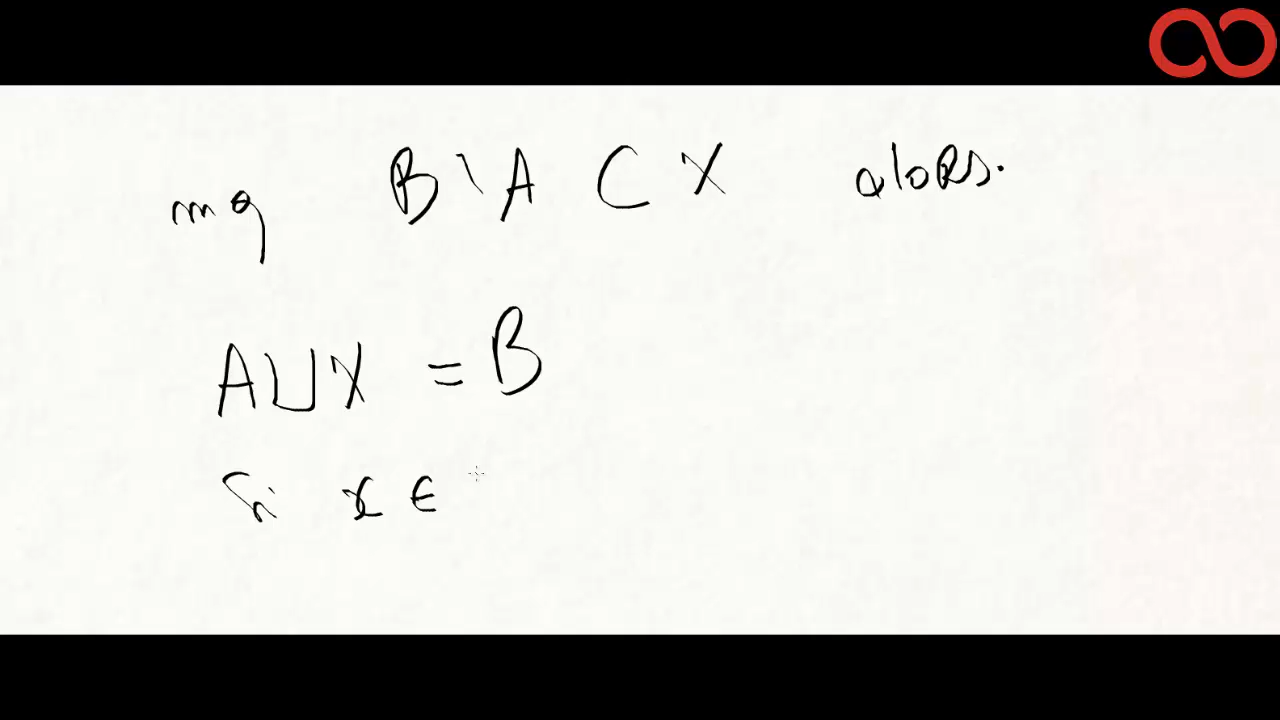 mq B \ A ⊂ X alors.
A ∪ X = B
Si x ∈